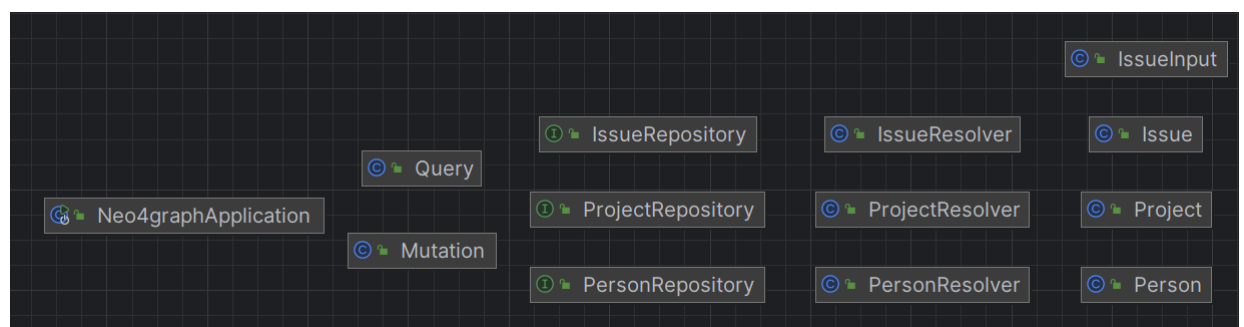 IssueInput
IssueRepository
IssueResolver
Issue
Query
Neo4graphApplication
ProjectRepository
ProjectResolver
Project
Mutation
PersonRepository
PersonResolver
Person